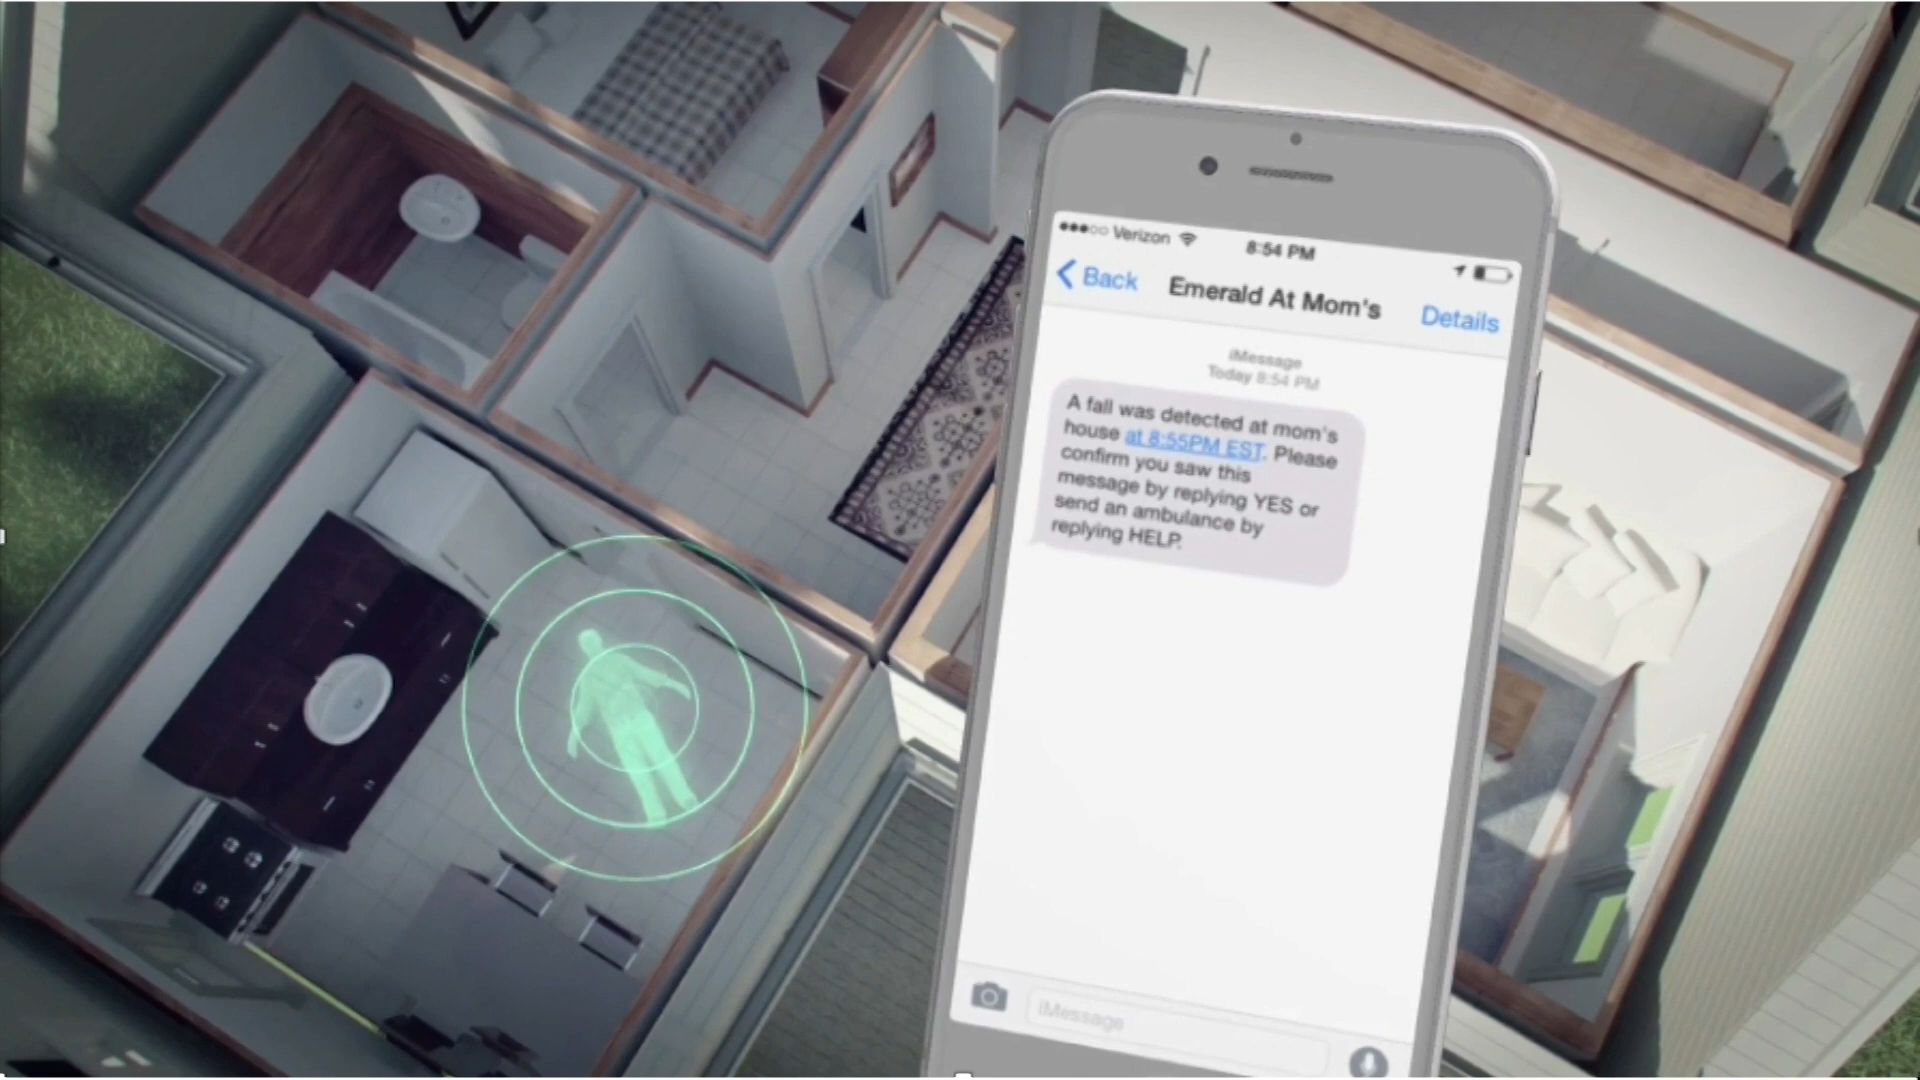 Verizon
8:54 PM
Back
Emerald At Mom's
Details
iMessage
Today 8:54 PM
A fall was detected at mom's
house at 8:55PM EST. Please
confirm you saw this
message by replying YES or
send an ambulance by
replying HELP.
iMessage